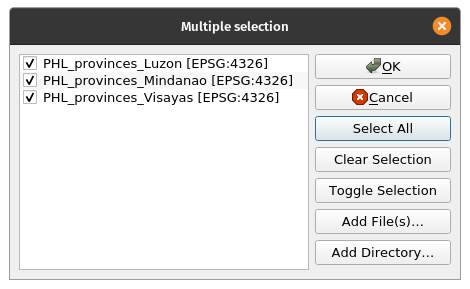 Multiple selection
PHL_provinces_Luzon [EPSG:4326]
PHL_provinces_Mindanao [EPSG:4326]
PHL_provinces_Visayas [EPSG:4326]
OK
Cancel
Select All
Clear Selection
Toggle Selection
Add File(s)...
Add Directory...